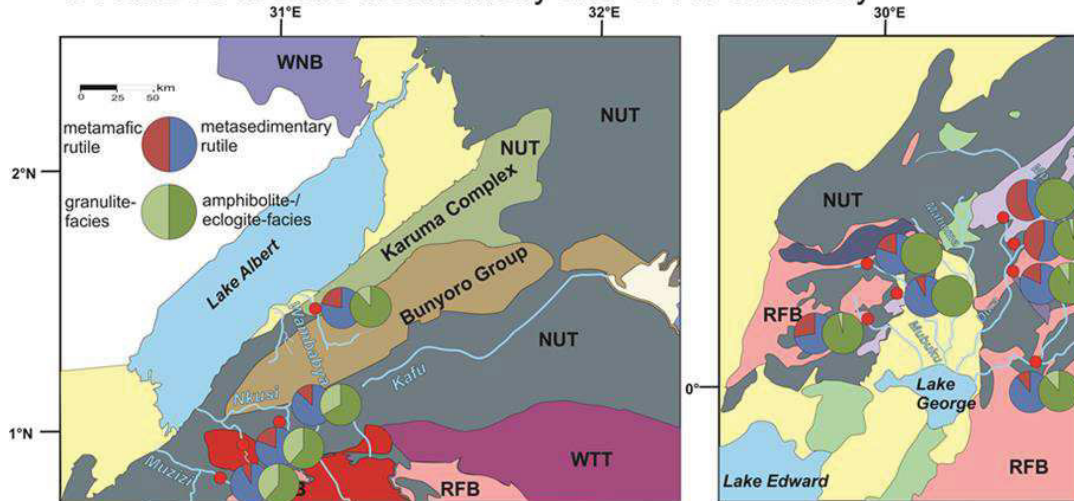 31°E
32°E
30°E
WNB
0 25 50 km
NUT
metamafic
rutile
metasedimentary
rutile
NUT
2°N
granulite-
facies
amphibolite-/
eclogite-facies
Karuma Complex
NUT
Lake Albert
Bunyoro Group
RFB
Wambabya
NUT
Mubuku
Kafu
0°
Nkusi
Lake
George
1°N
Muzizi
WTT
RFB
Lake Edward
RFB